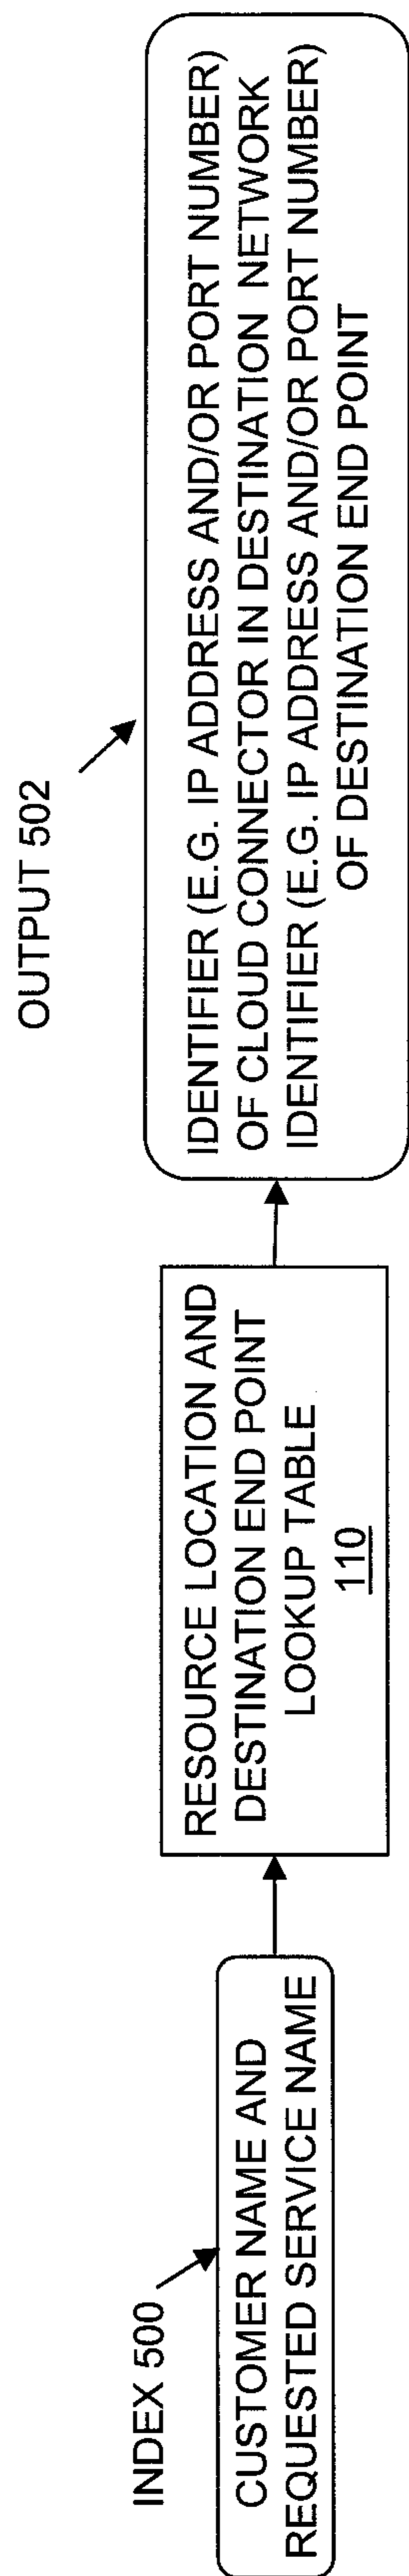 INDEX 500
CUSTOMER NAME AND
REQUESTED SERVICE NAME
RESOURCE LOCATION AND
DESTINATION END POINT
LOOKUP TABLE
110
OUTPUT 502
IDENTIFIER (E.G. IP ADDRESS AND/OR PORT NUMBER)
OF CLOUD CONNECTOR IN DESTINATION NETWORK
IDENTIFIER (E.G. IP ADDRESS AND/OR PORT NUMBER)
OF DESTINATION END POINT